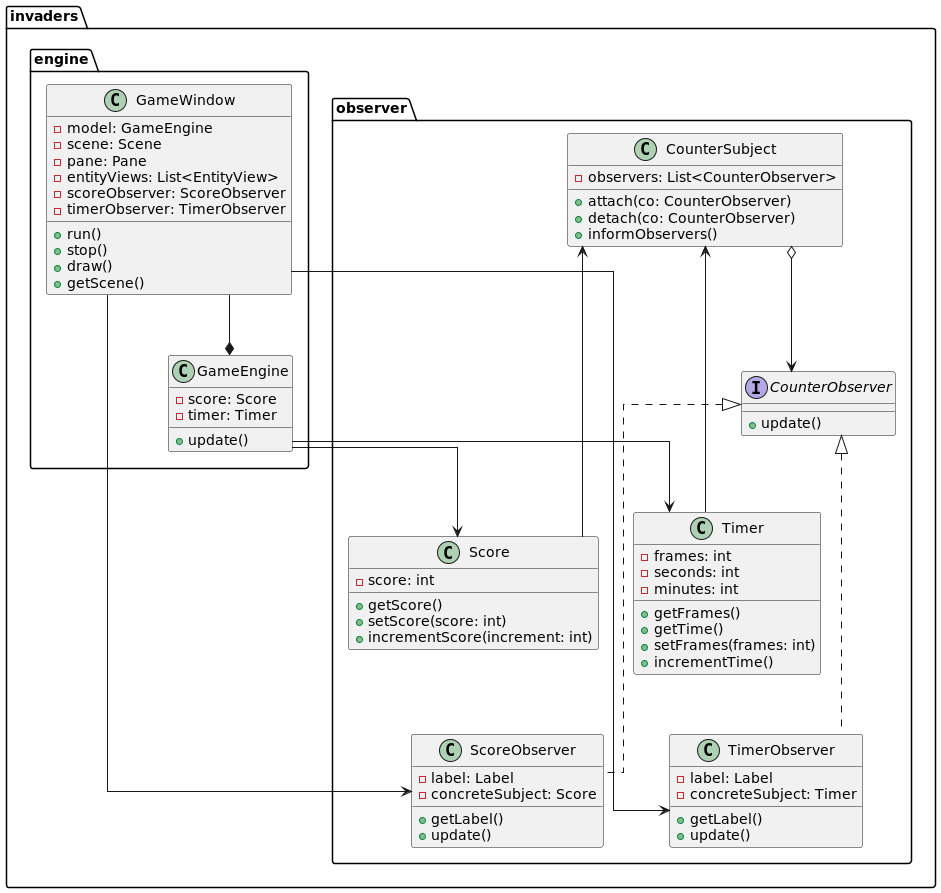 invaders
engine
C GameWindow
model: GameEngine
scene: Scene
pane: Pane
entityViews: List<EntityView>
scoreObserver: ScoreObserver
timerObserver: TimerObserver
run()
stop()
draw()
getScene()
C GameEngine
score: Score
timer: Timer
update()
observer
C CounterSubject
observers: List<CounterObserver>
attach(co: CounterObserver)
detach(co: CounterObserver)
informObservers()
I CounterObserver
update()
C Score
score: int
getScore()
setScore(score: int)
incrementScore(increment: int)
C Timer
frames: int
seconds: int
minutes: int
getFrames()
getTime()
setFrames(frames: int)
incrementTime()
C ScoreObserver
label: Label
concreteSubject: Score
getLabel()
update()
C TimerObserver
label: Label
concreteSubject: Timer
getLabel()
update()